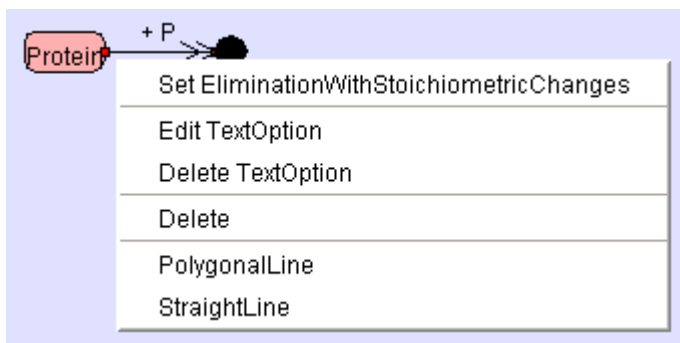 + P
Protein
Set EliminationWithStoichiometricChanges
Edit TextOption
Delete TextOption
Delete
PolygonalLine
StraightLine